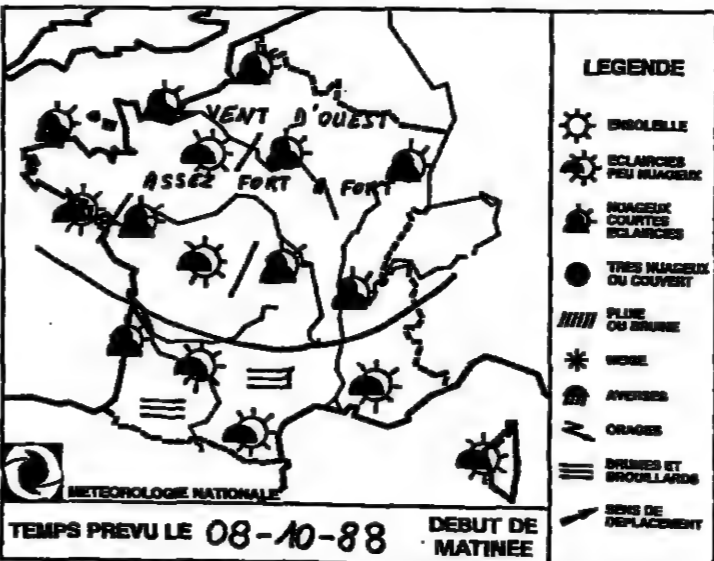 VENT D'OUEST
ASSEZ FORT / FORT
METEOROLOGIE NATIONALE
TEMPS PREVU LE 08-10-88 DEBUT DE
MATINEE
LEGENDE
ENSOLEILLE
ECLAIRCIES
PEU NUAGEUX
NUAGEUX
COURTES
ECLAIRCIES
TRES NUAGEUX
OU COUVERT
PLUIE
OU BRUINE
NEIGE
AVERSES
ORAGES
BRUMES ET
BROUILLARDS
SENS DE
DEPLACEMENT